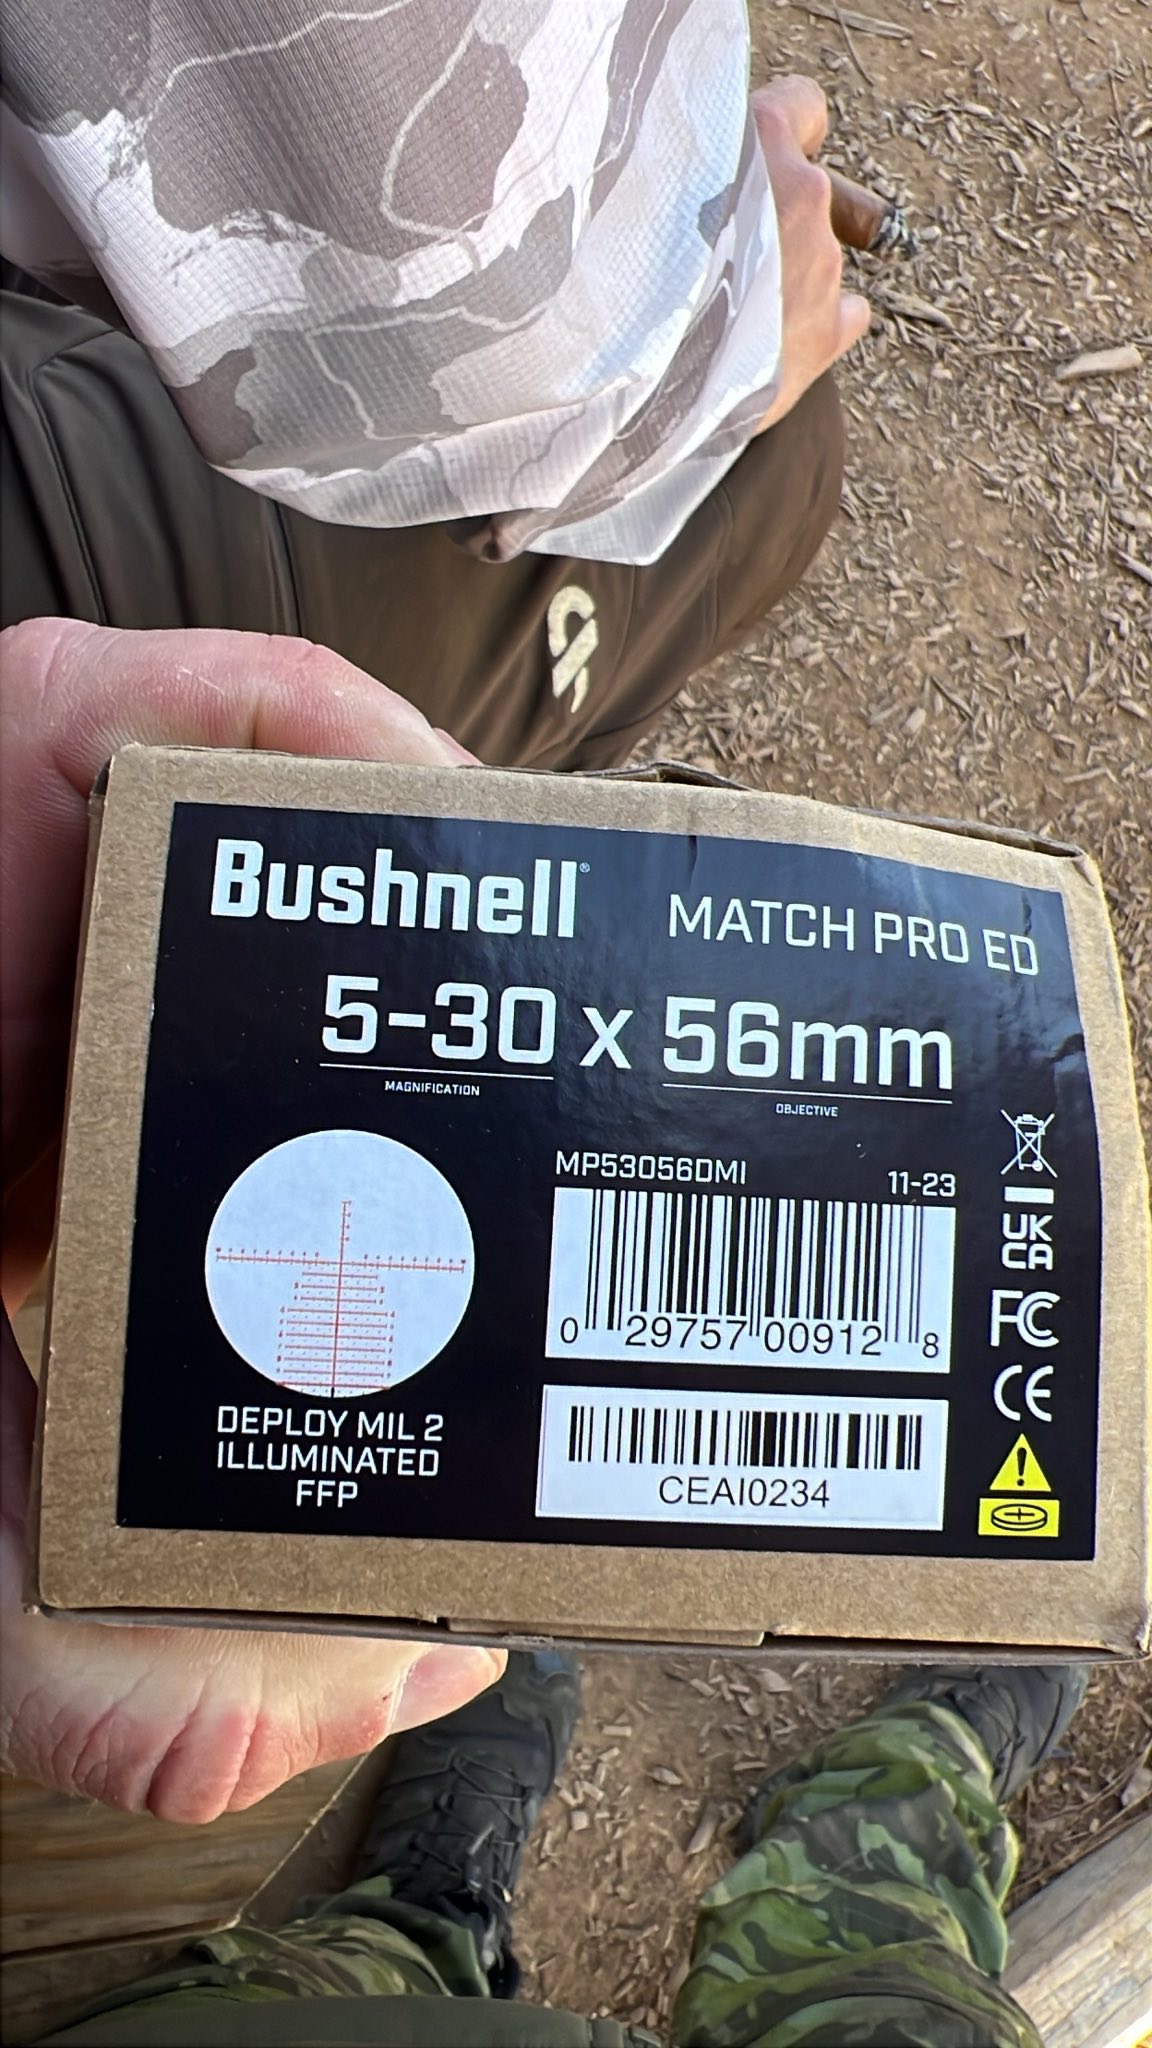 Bushnell®
MATCH PRO ED
5-30 x 56mm
MAGNIFICATION
OBJECTIVE
MP53056DMI
11-23
0 29757 00912 8
CEAI0234
DEPLOY MIL 2
ILLUMINATED
FFP
UK
CA
FC
CE